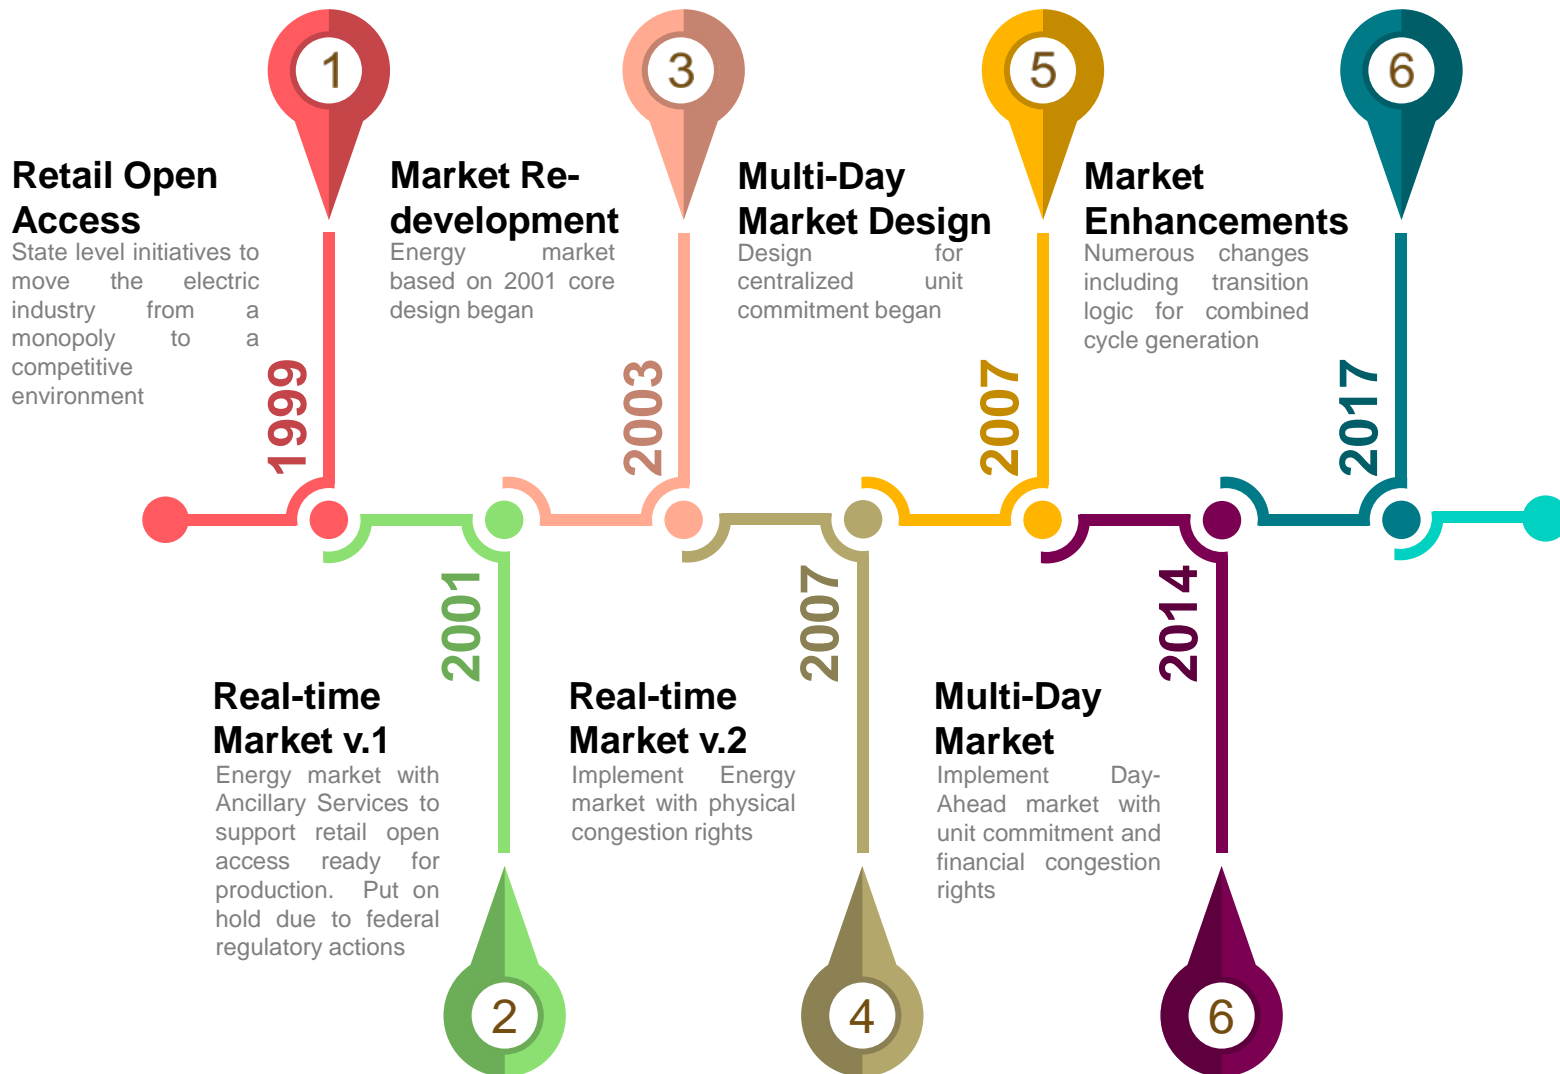 1
Retail Open
Access
State level initiatives to
move the electric
industry from a
monopoly to a
competitive
environment
1999
3
Market Re-
development
Energy market
based on 2001 core
design began
2003
5
Multi-Day
Market Design
Design for
centralized unit
commitment began
2007
6
Market
Enhancements
Numerous changes
including transition
logic for combined
cycle generation
2017
2001
Real-time
Market v.1
Energy market with
Ancillary Services to
support retail open
access ready for
production. Put on
hold due to federal
regulatory actions
2
2007
Real-time
Market v.2
Implement Energy
market with physical
congestion rights
4
2014
Multi-Day
Market
Implement Day-
Ahead market with
unit commitment and
financial congestion
rights
6